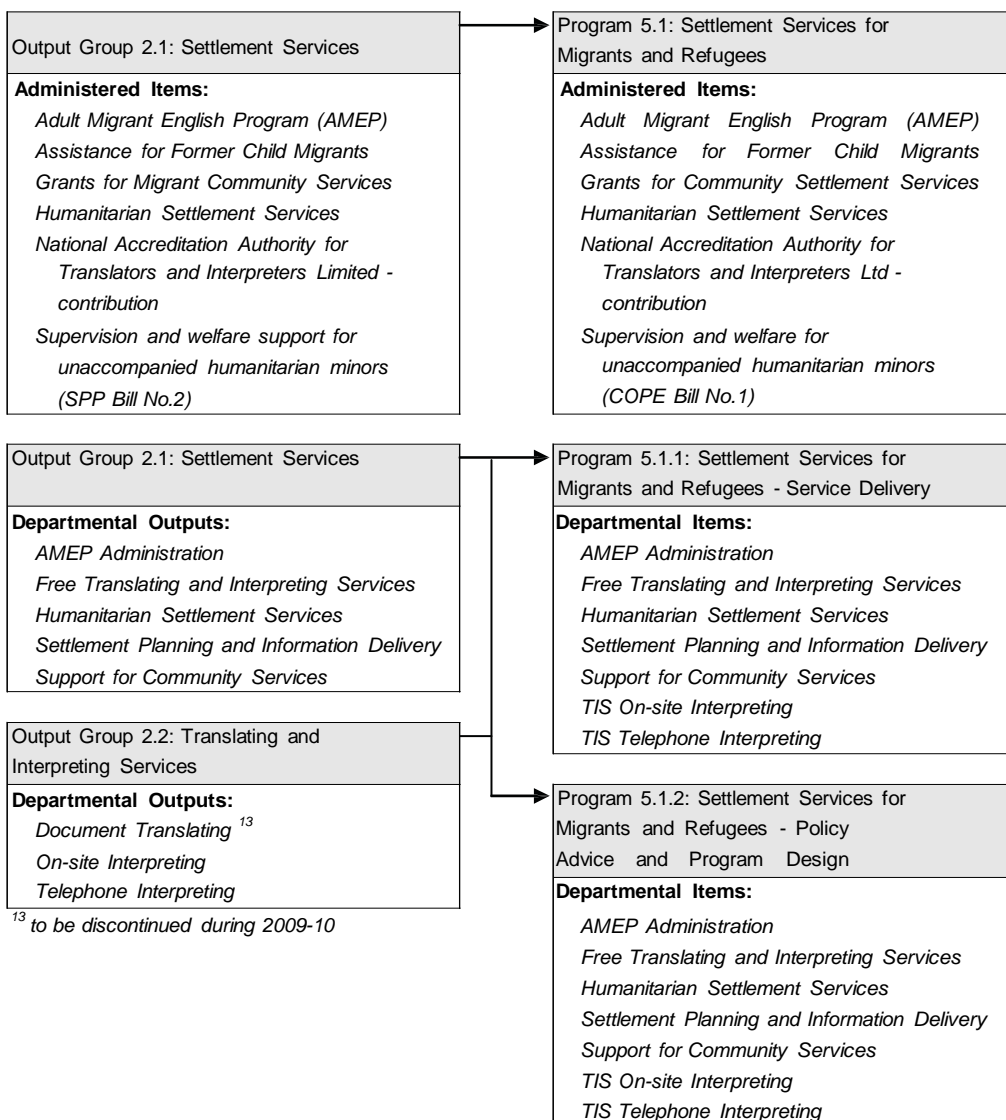 Output Group 2.1: Settlement Services
Administered Items:
Adult Migrant English Program (AMEP)
Assistance for Former Child Migrants
Grants for Migrant Community Services
Humanitarian Settlement Services
National Accreditation Authority for
Translators and Interpreters Limited -
contribution
Supervision and welfare support for
unaccompanied humanitarian minors
(SPP Bill No.2)
Program 5.1: Settlement Services for
Migrants and Refugees
Administered Items:
Adult Migrant English Program (AMEP)
Assistance for Former Child Migrants
Grants for Community Settlement Services
Humanitarian Settlement Services
National Accreditation Authority for
Translators and Interpreters Ltd -
contribution
Supervision and welfare for
unaccompanied humanitarian minors
(COPE Bill No.1)
Output Group 2.1: Settlement Services
Departmental Outputs:
AMEP Administration
Free Translating and Interpreting Services
Humanitarian Settlement Services
Settlement Planning and Information Delivery
Support for Community Services
Output Group 2.2: Translating and
Interpreting Services
Departmental Outputs:
Document Translating 13
On-site Interpreting
Telephone Interpreting
13 to be discontinued during 2009-10
Program 5.1.1: Settlement Services for
Migrants and Refugees - Service Delivery
Departmental Items:
AMEP Administration
Free Translating and Interpreting Services
Humanitarian Settlement Services
Settlement Planning and Information Delivery
Support for Community Services
TIS On-site Interpreting
TIS Telephone Interpreting
Program 5.1.2: Settlement Services for
Migrants and Refugees - Policy
Advice and Program Design
Departmental Items:
AMEP Administration
Free Translating and Interpreting Services
Humanitarian Settlement Services
Settlement Planning and Information Delivery
Support for Community Services
TIS On-site Interpreting
TIS Telephone Interpreting